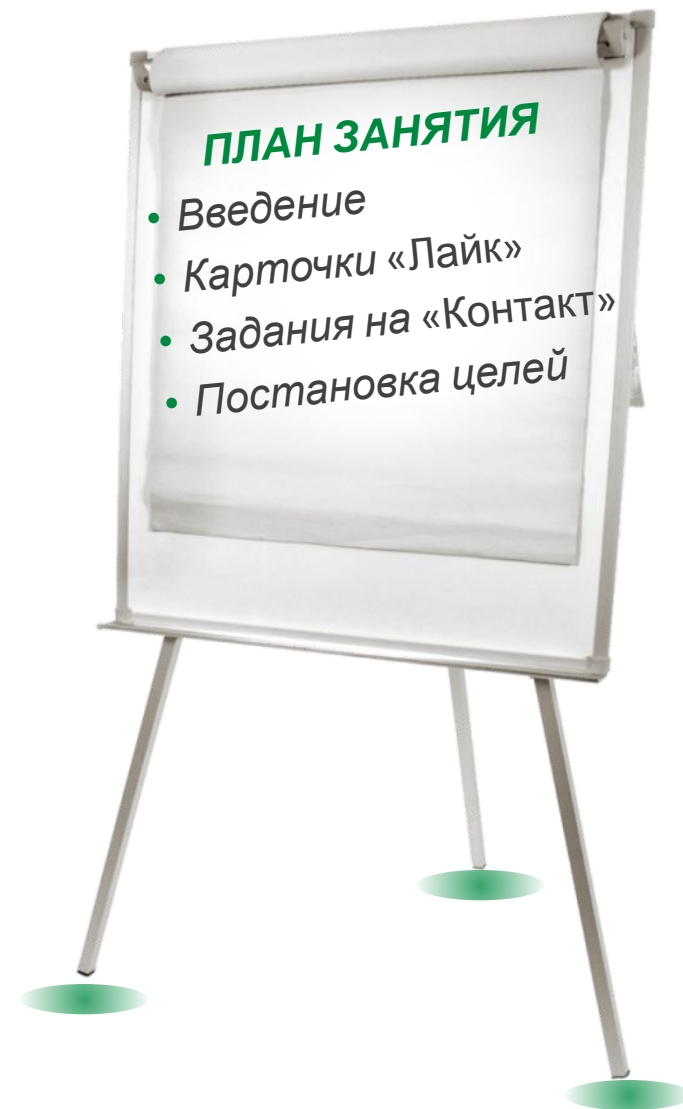 ПЛАН ЗАНЯТИЯ
• Введение
• Карточки «Лайк»
• Задания на «Контакт»
• Постановка целей